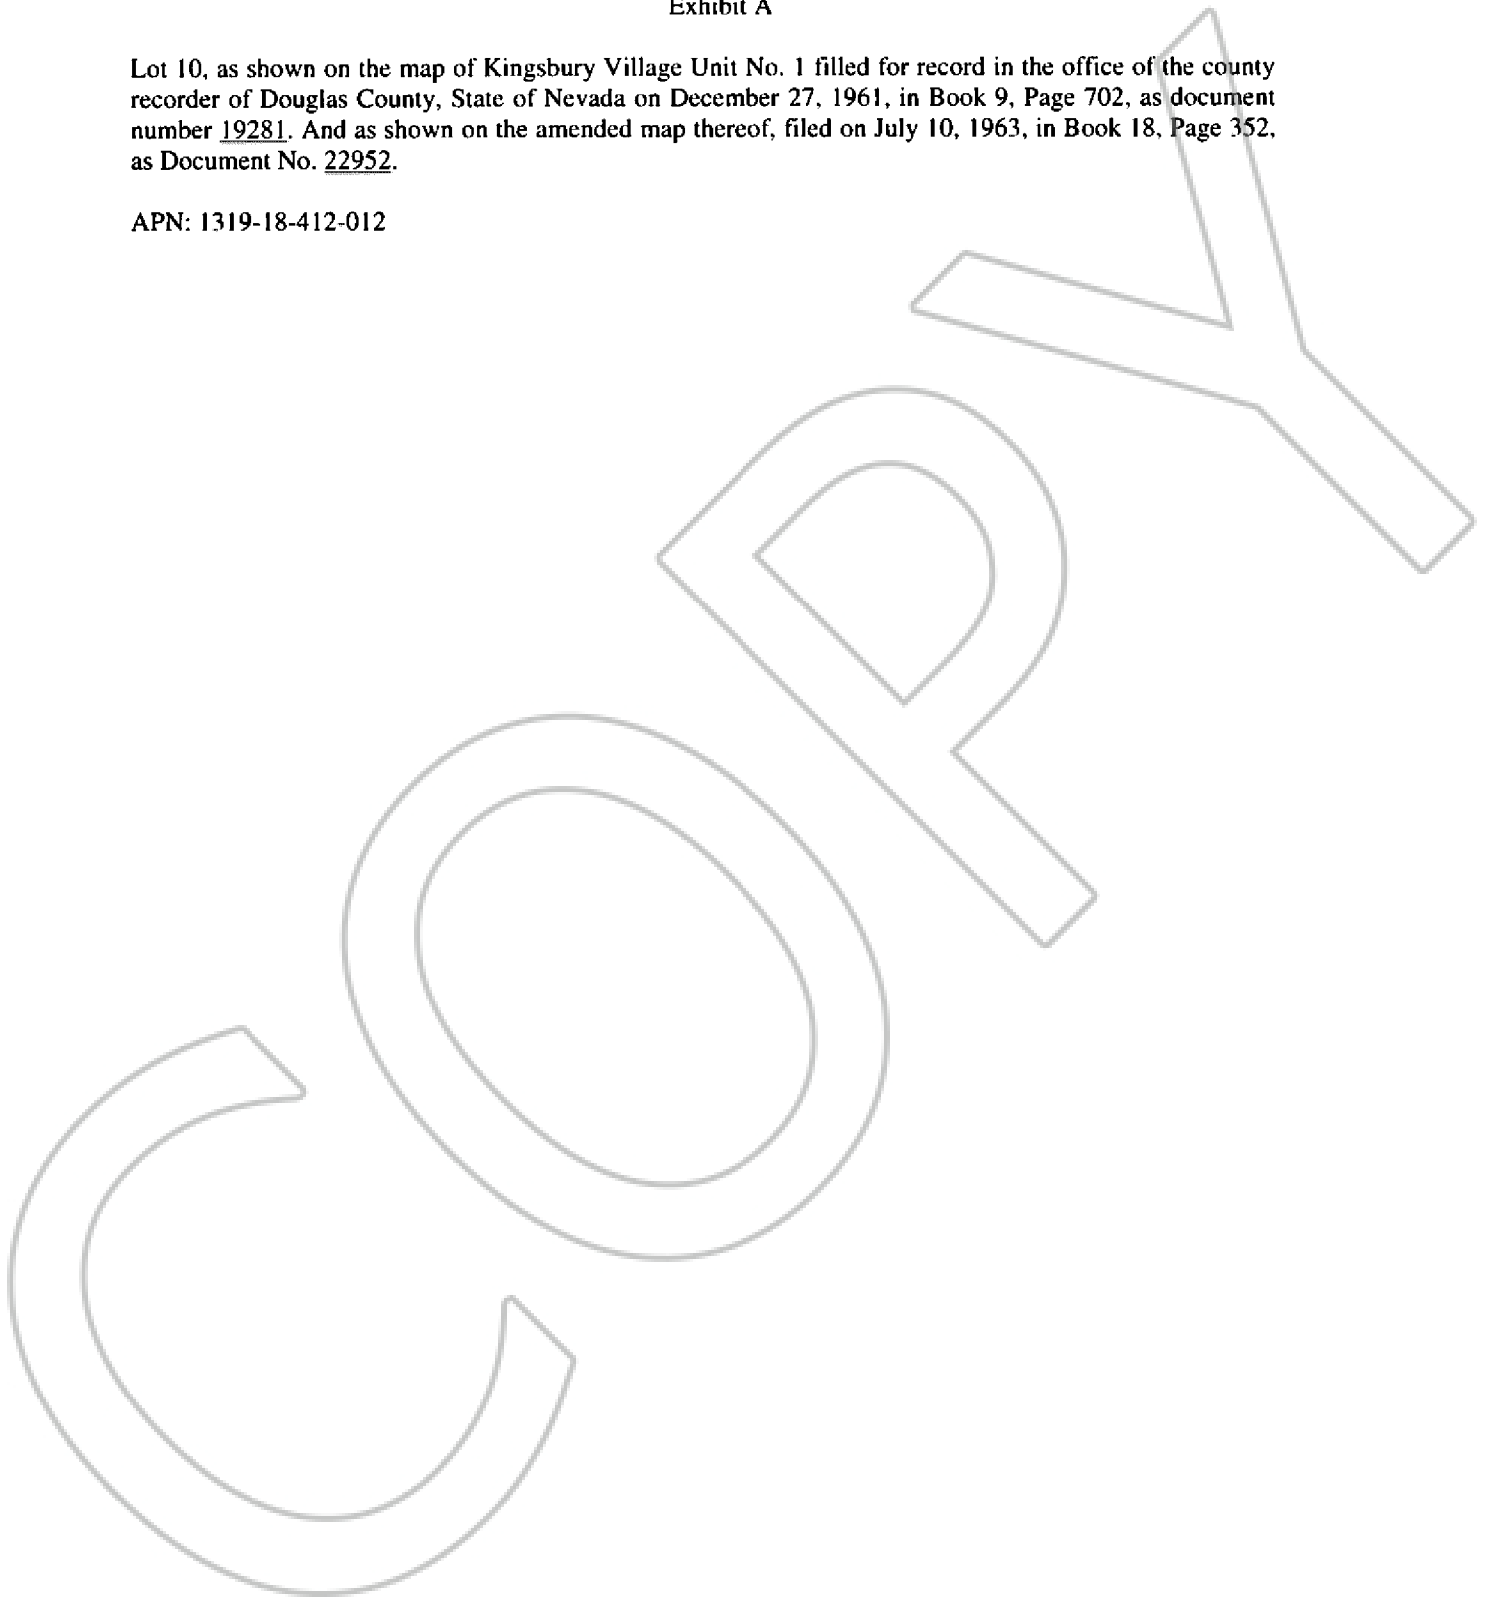 Exhibit A
Lot 10, as shown on the map of Kingsbury Village Unit No. 1 filled for record in the office of the county
recorder of Douglas County, State of Nevada on December 27, 1961, in Book 9, Page 702, as document
number 19281. And as shown on the amended map thereof, filed on July 10, 1963, in Book 18, Page 352,
as Document No. 22952.
APN: 1319-18-412-012
COPY